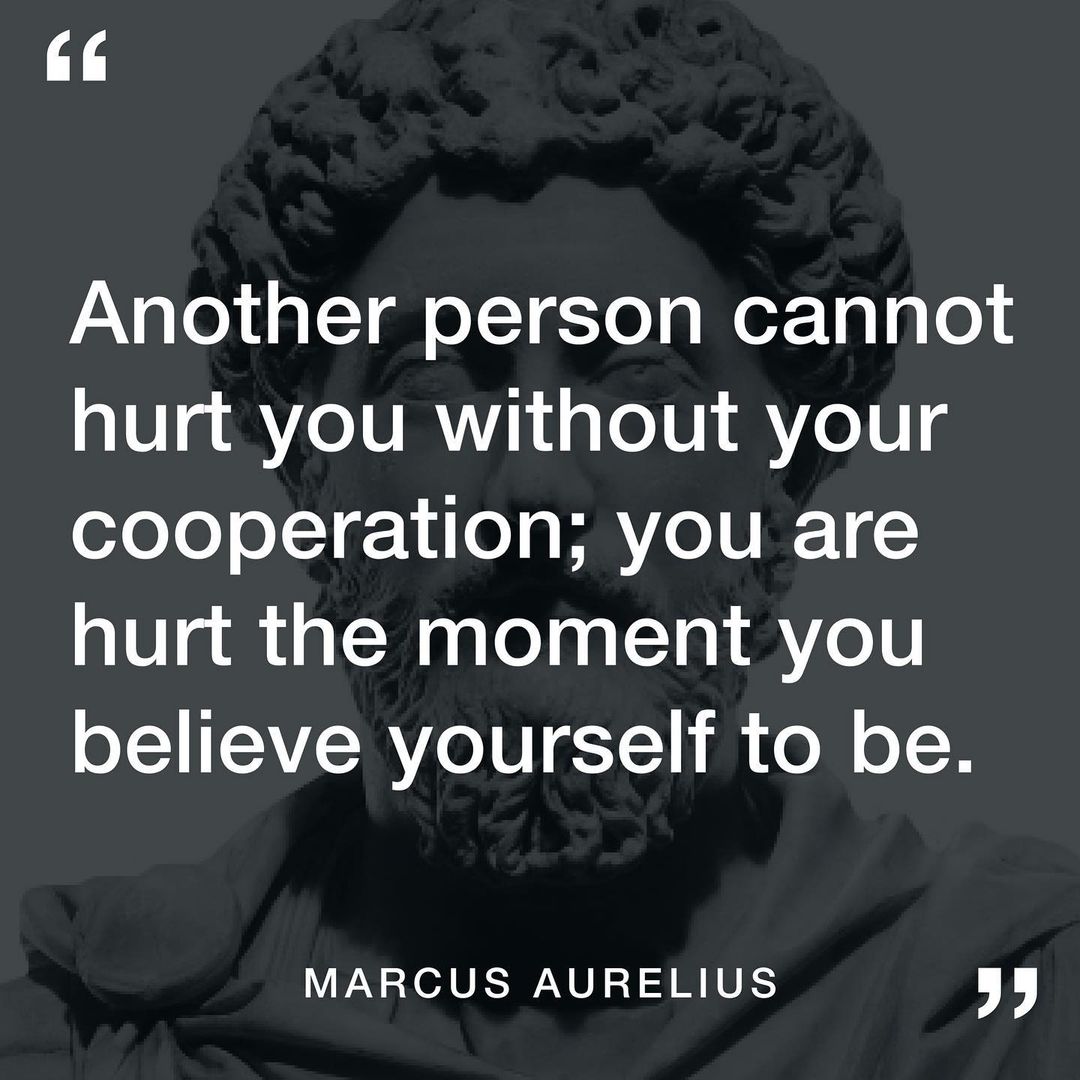 “
Another person cannot
hurt you without your
cooperation; you are
hurt the moment you
believe yourself to be.
MARCUS AURELIUS
”